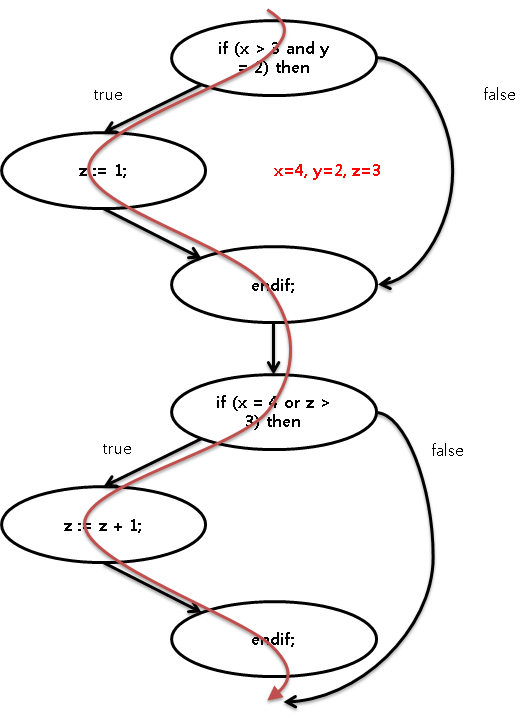 if (x > 3 and y
= 2) then
true
false
z := 1;
x=4, y=2, z=3
endif;
if (x = 4 or z >
3) then
true
false
z := z + 1;
endif;